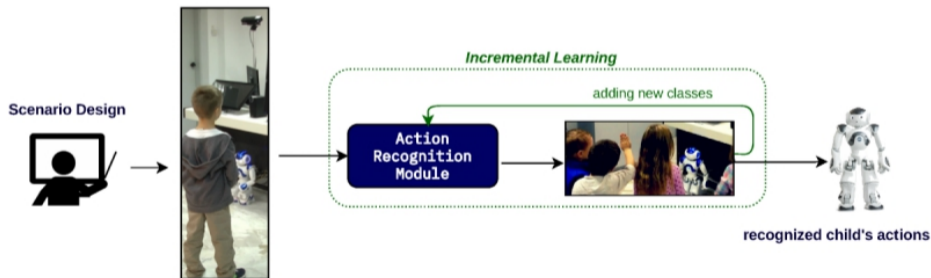 Incremental Learning
adding new classes
Scenario Design
Action
Recognition
Module
recognized child's actions